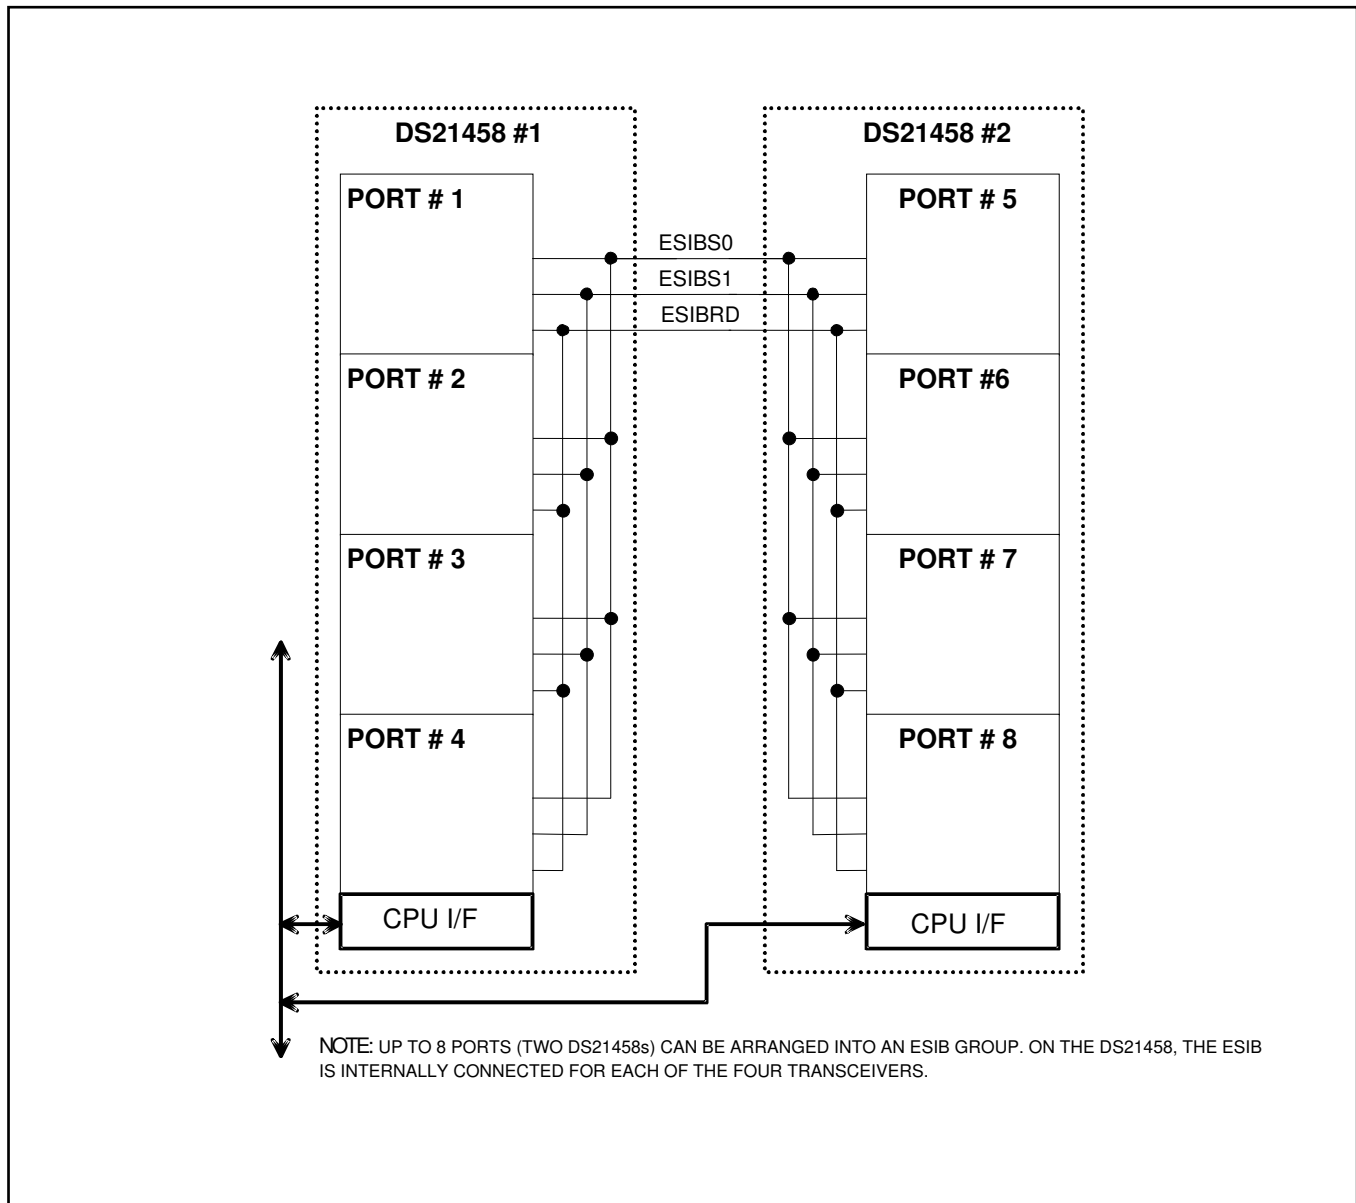 DS21458 #1
DS21458 #2
PORT # 1
PORT # 5
ESIBS0
ESIBS1
ESIBRD
PORT # 2
PORT #6
PORT # 3
PORT # 7
PORT # 4
PORT # 8
CPU I/F
CPU I/F
NOTE: UP TO 8 PORTS (TWO DS21458s) CAN BE ARRANGED INTO AN ESIB GROUP. ON THE DS21458, THE ESIB
IS INTERNALLY CONNECTED FOR EACH OF THE FOUR TRANSCEIVERS.